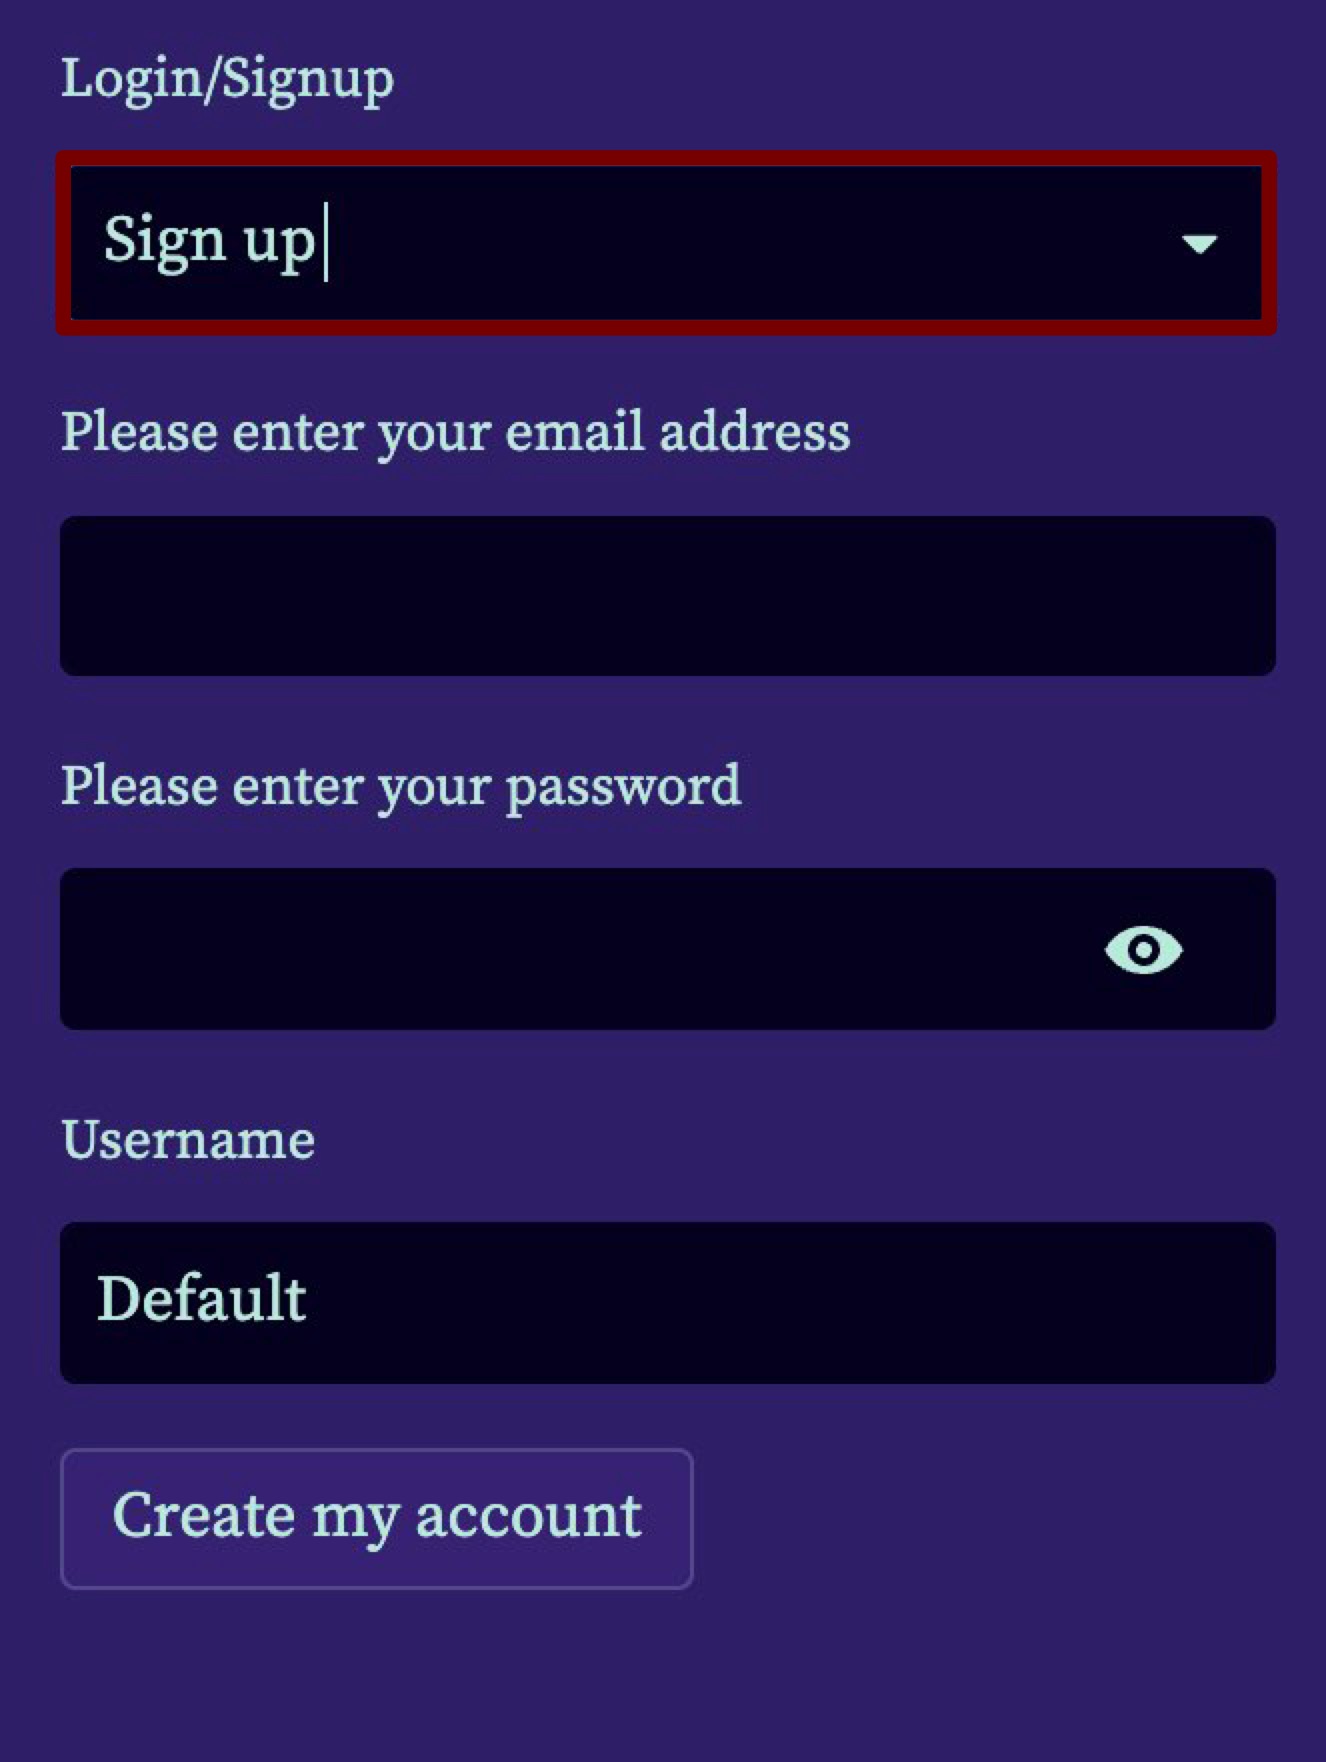 Login/Signup
Sign up
Please enter your email address
Please enter your password
Username
Default
Create my account